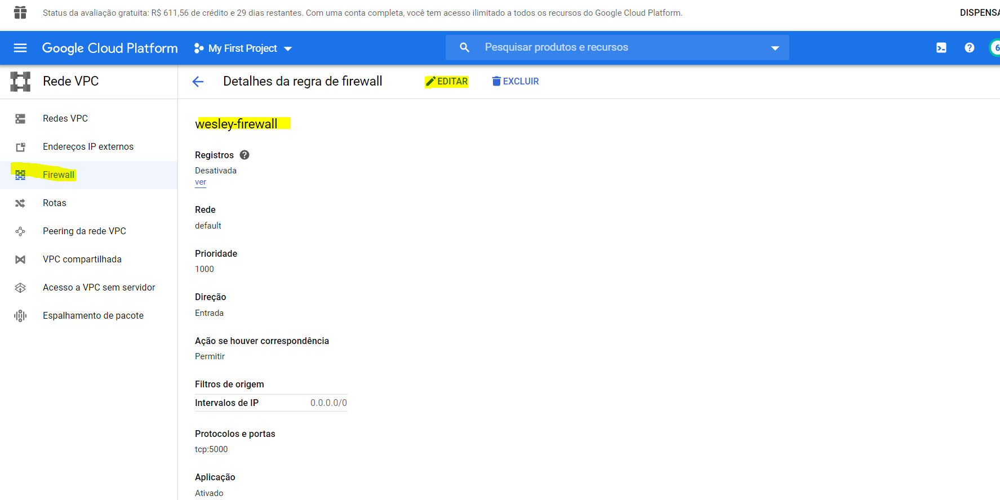 Status da avaliação gratuita: R$ 611,56 de crédito e 29 dias restantes. Com uma conta completa, você tem acesso ilimitado a todos os recursos do Google Cloud Platform.
DISPENSA
Google Cloud Platform
My First Project
Pesquisar produtos e recursos
6
Rede VPC
Detalhes da regra de firewall
EDITAR
EXCLUIR
Redes VPC
Endereços IP externos
Firewall
Rotas
Peering da rede VPC
VPC compartilhada
Acesso a VPC sem servidor
Espalhamento de pacote
wesley-firewall
Registros
Desativada
ver
Rede
default
Prioridade
1000
Direção
Entrada
Ação se houver correspondência
Permitir
Filtros de origem
Intervalos de IP 0.0.0.0/0
Protocolos e portas
tcp:5000
Aplicação
Ativado